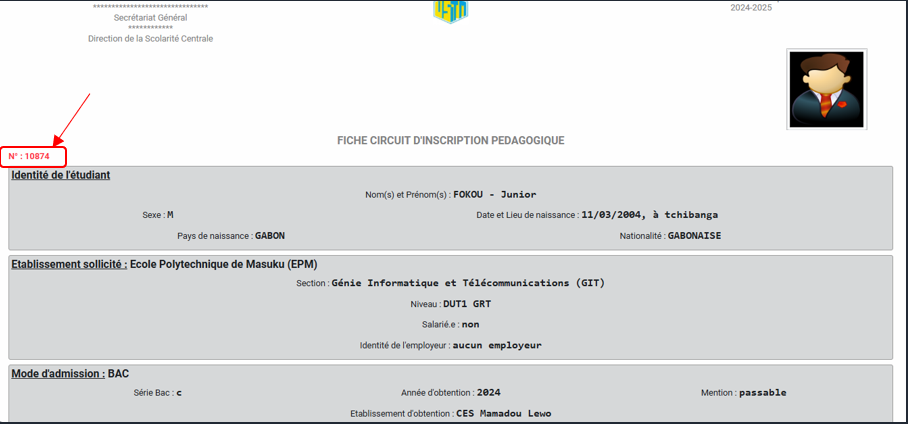 ******************************
Secrétariat Général
************
Direction de la Scolarité Centrale
USTM
2024-2025
FICHE CIRCUIT D'INSCRIPTION PEDAGOGIQUE
N° : 10874
Identité de l'étudiant
Nom(s) et Prénom(s) : FOKOU - Junior
Sexe : M
Date et Lieu de naissance : 11/03/2004, à tchibanga
Pays de naissance : GABON
Nationalité : GABONAISE
Etablissement sollicité : Ecole Polytechnique de Masuku (EPM)
Section : Génie Informatique et Télécommunications (GIT)
Niveau : DUT1 GRT
Salarié.e : non
Identité de l'employeur : aucun employeur
Mode d'admission : BAC
Série Bac : c
Année d'obtention : 2024
Mention : passable
Etablissement d'obtention : CES Mamadou Lewo